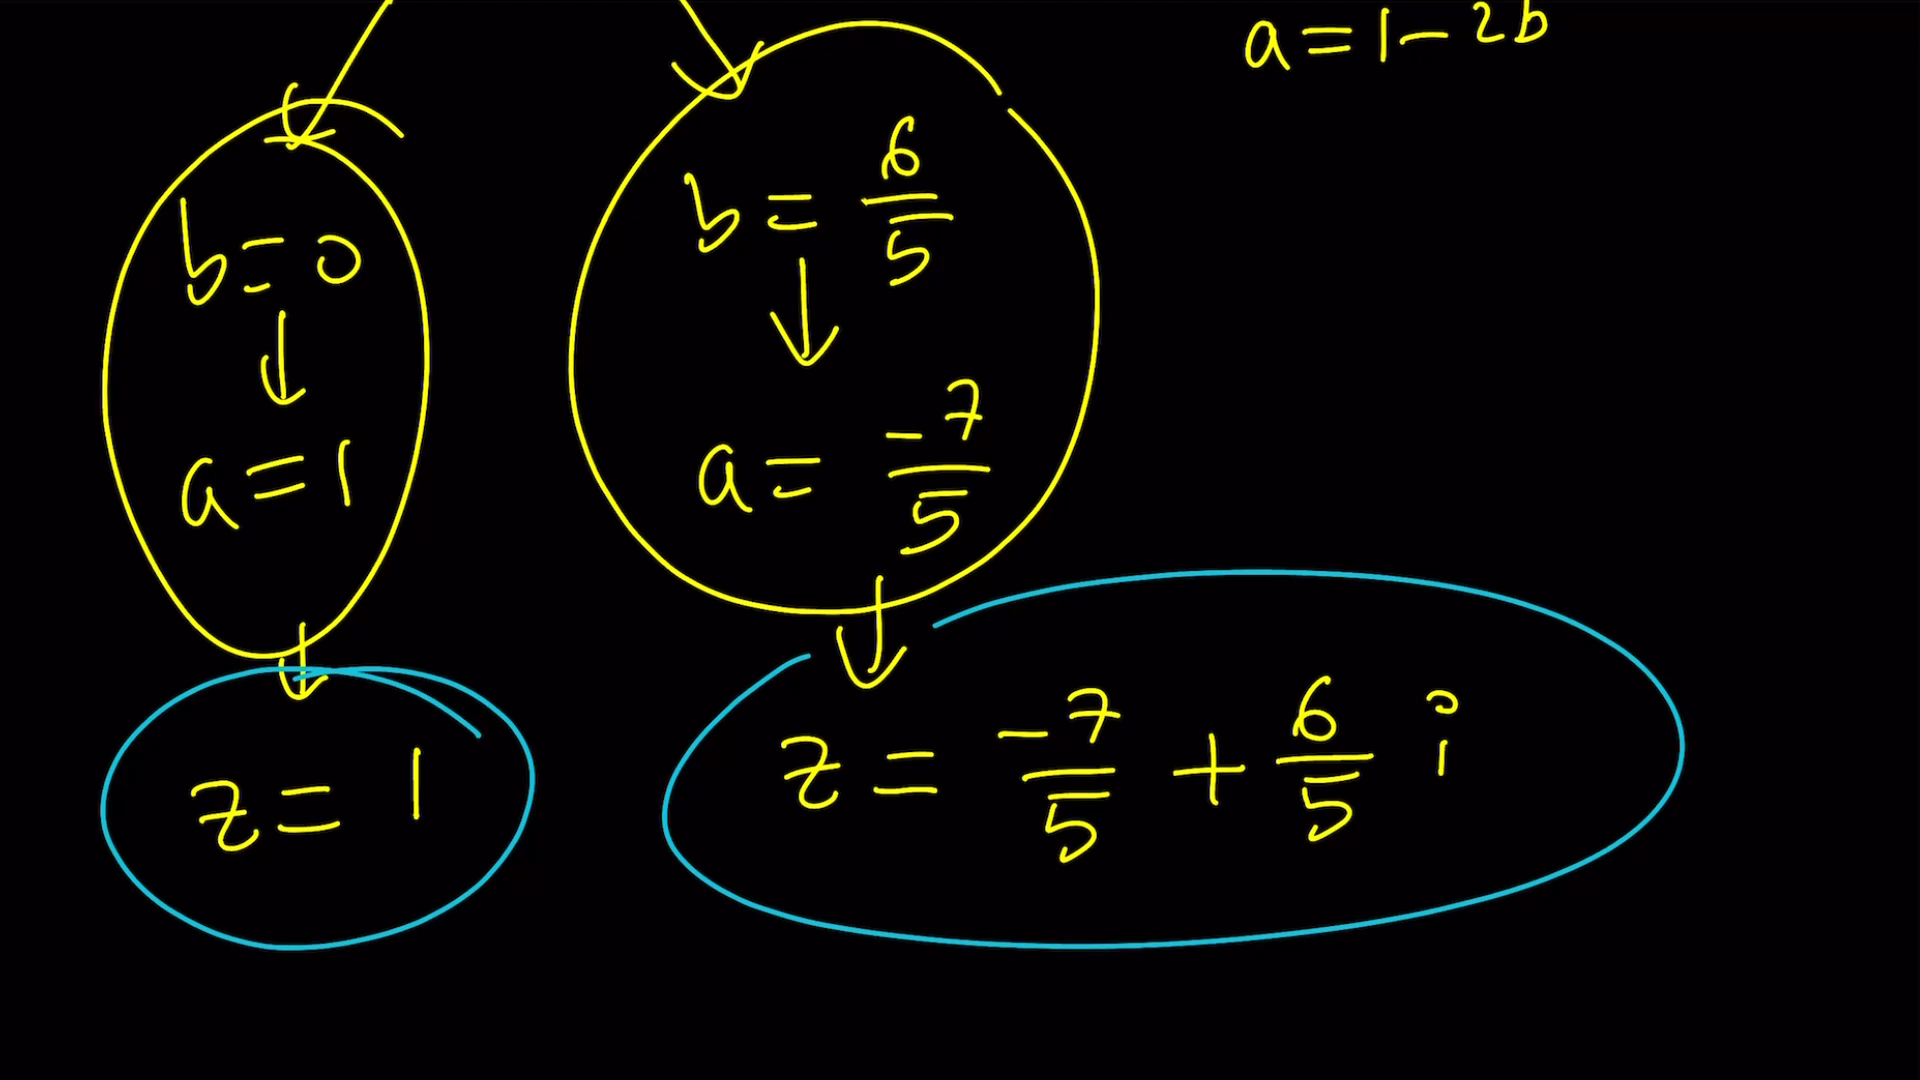 a = 1 - 2b
b = 0
a = 1
z = 1
b = 6/5
a = -7/5
z = -7/5 + 6/5 i